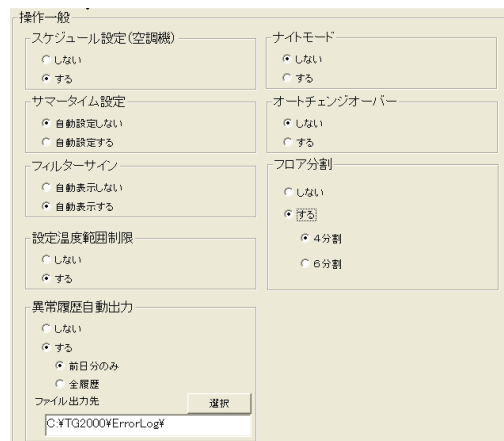 操作一般
スケジュール設定(空調機)
しない
する
サマータイム設定
自動設定しない
自動設定する
フィルターサイン
自動表示しない
自動表示する
設定温度範囲制限
しない
する
異常履歴自動出力
しない
する
前日分のみ
全履歴
ファイル出力先
選択
C:¥TG2000¥ErrorLog¥
ナイトモード
しない
する
オートチェンジオーバー
しない
する
フロア分割
しない
する
4分割
6分割